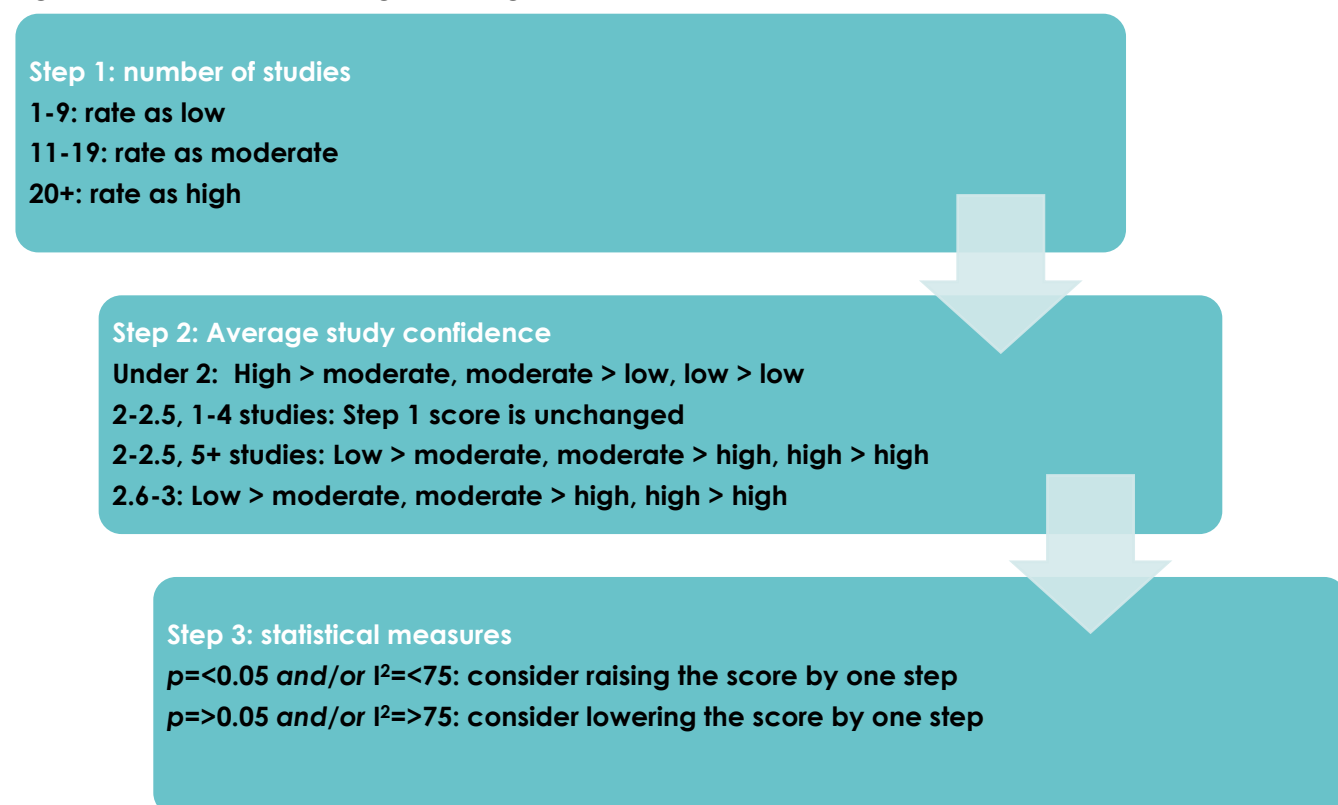 Step 1: number of studies
1-9: rate as low
11-19: rate as moderate
20+: rate as high
Step 2: Average study confidence
Under 2:  High > moderate, moderate > low, low > low
2-2.5, 1-4 studies: Step 1 score is unchanged
2-2.5, 5+ studies: Low > moderate, moderate > high, high > high
2.6-3: Low > moderate, moderate > high, high > high
Step 3: statistical measures
p=<0.05 and/or I²=<75: consider raising the score by one step
p=>0.05 and/or I²=>75: consider lowering the score by one step